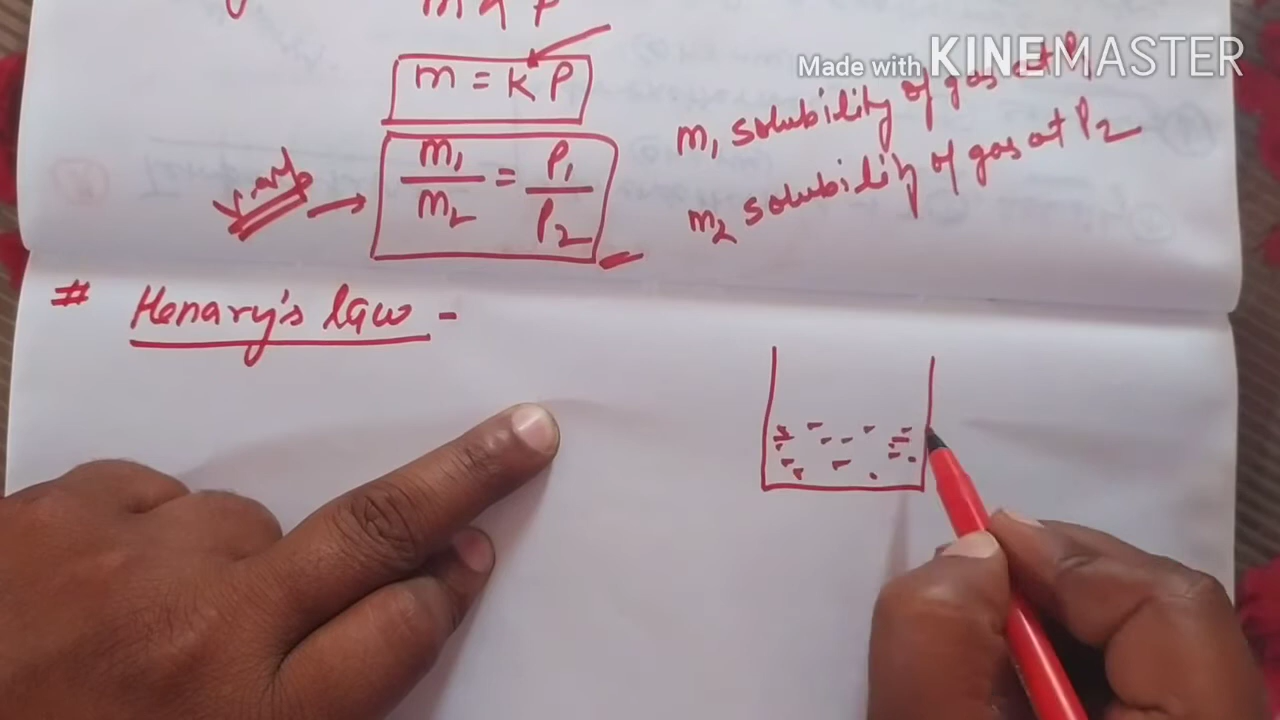 m α P
Made with KINEMASTER
m = K P
m₁ solubility of gas at P₁
m₂ solubility of gas at P₂
m₁/m₂ = P₁/P₂
# Henary's law -